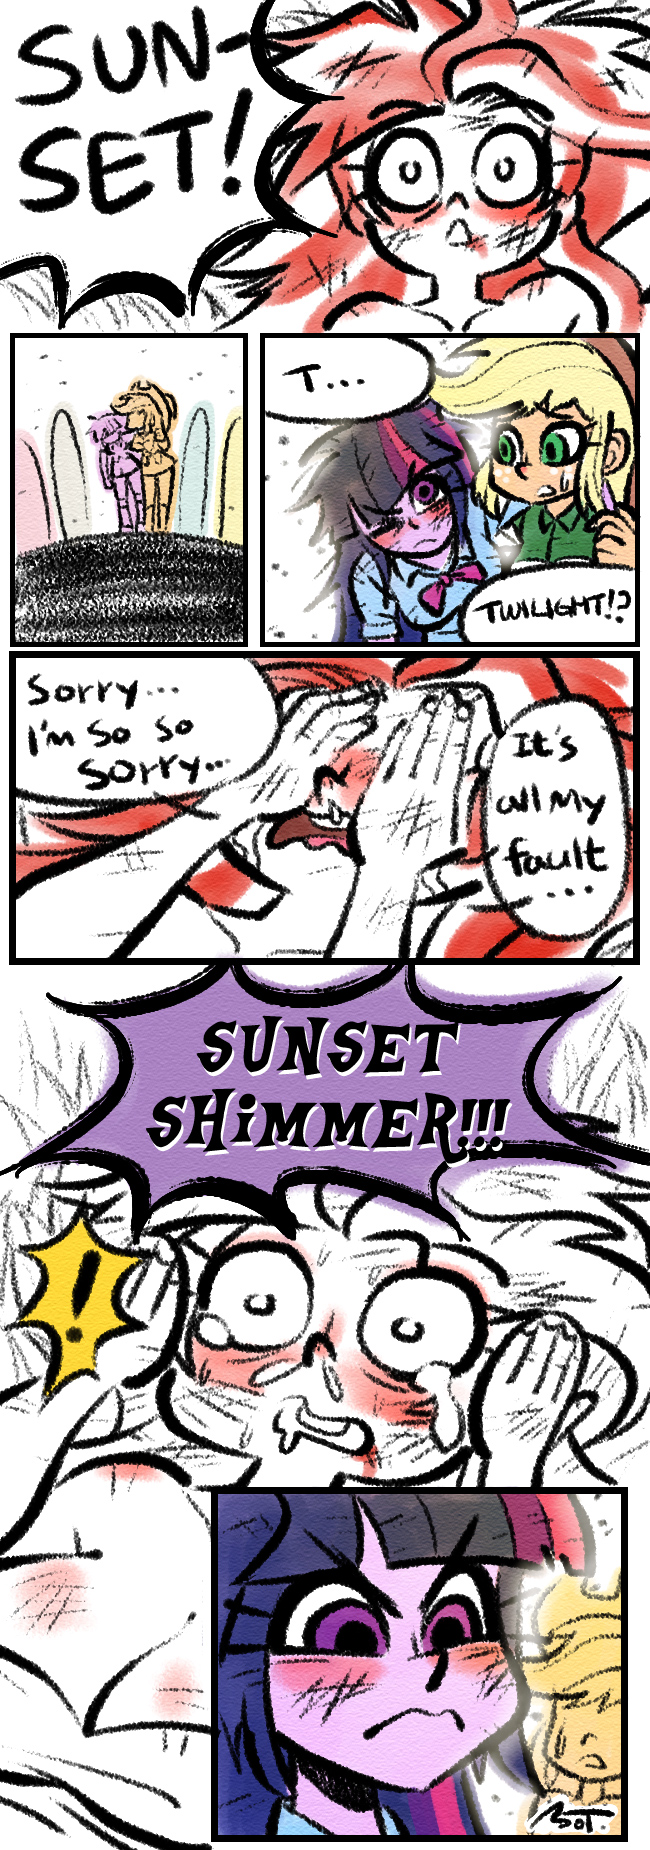 SUN-
SET!
T...
TWILIGHT!?
Sorry...
I'm so so
sorry...
It's
all my
fault
...
SUNSET
SHiMMER!!!
!